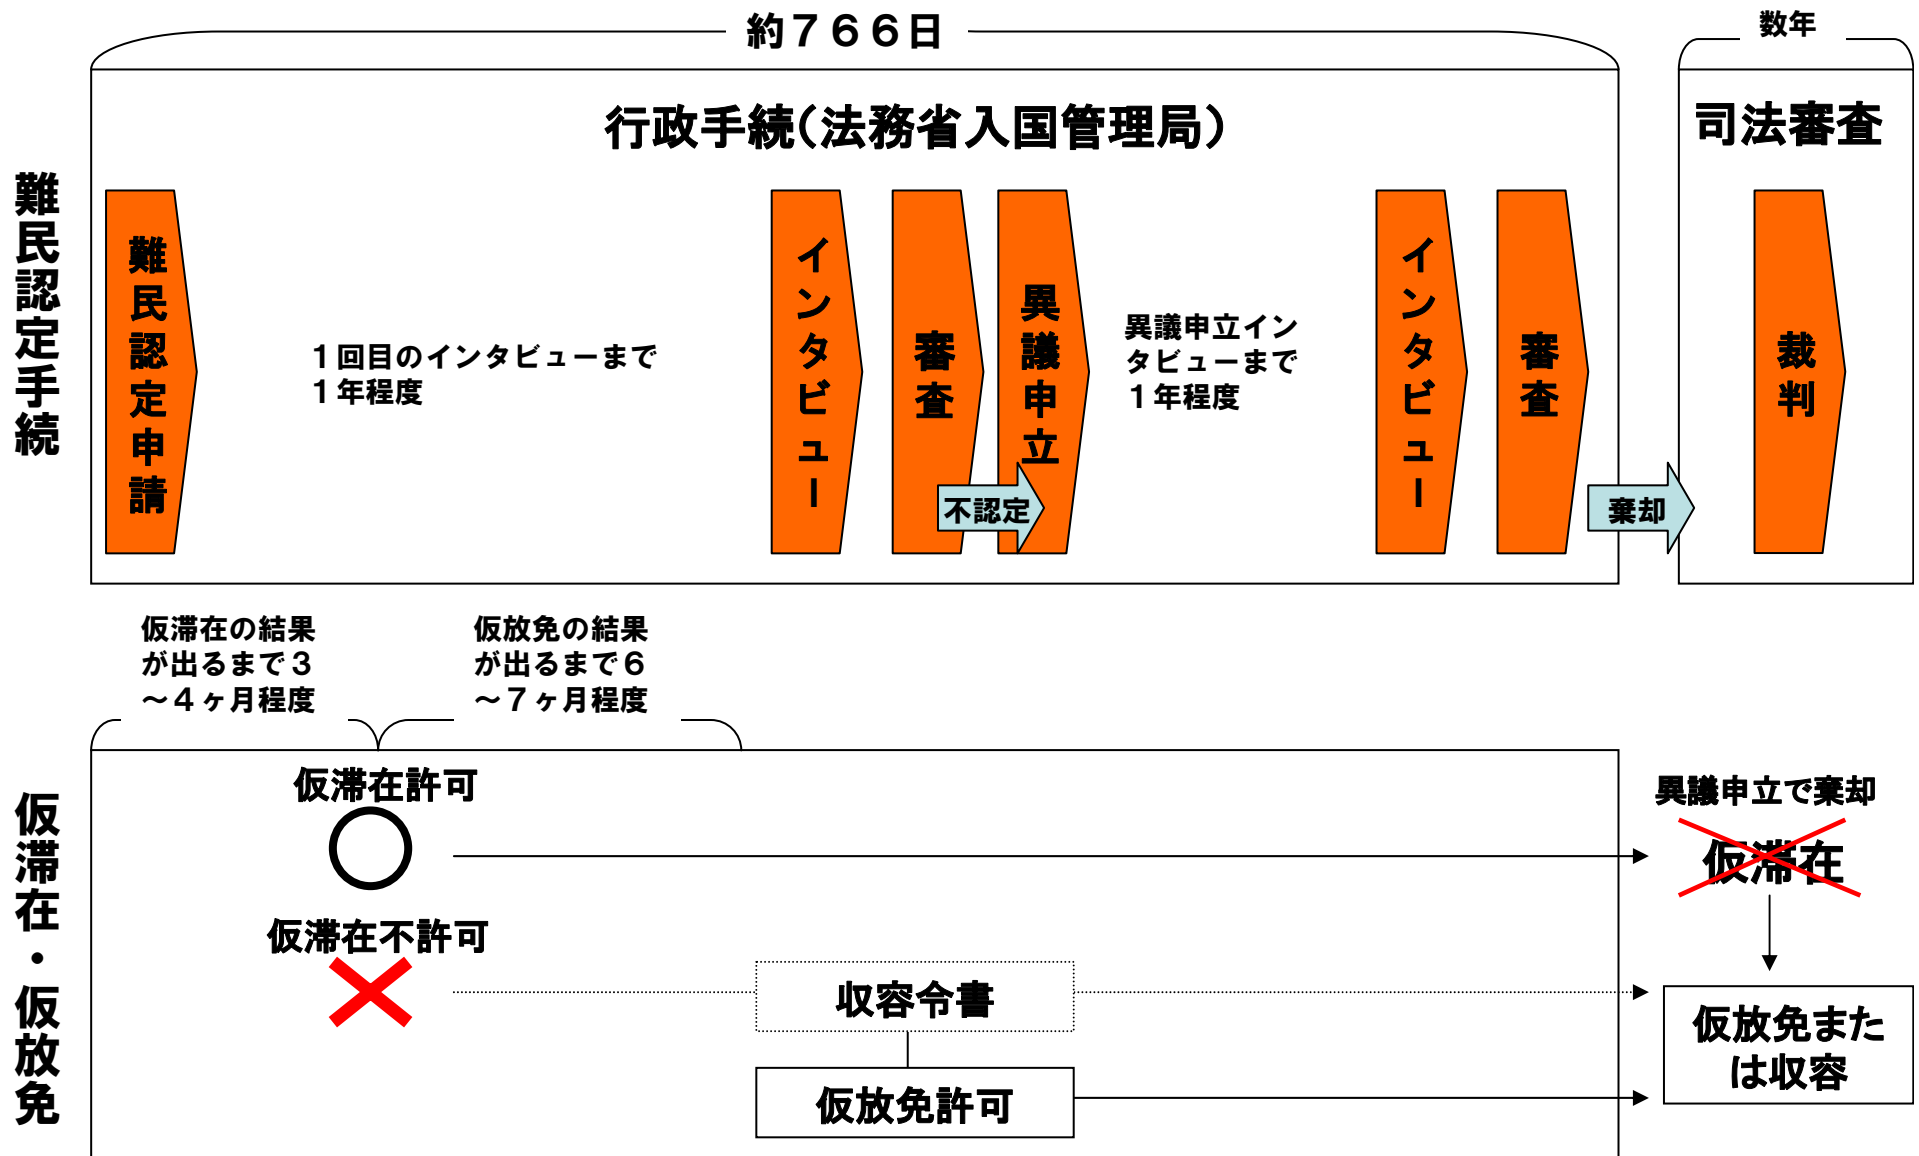 約７６６日
数年
行政手続（法務省入国管理局）
司法審査
難民認定手続
難民認定申請
１回目のインタビューまで
１年程度
インタビュー
審査
不認定
異議申立
異議申立イン
タビューまで
１年程度
インタビュー
審査
棄却
裁判
仮滞在の結果
が出るまで３
～４ヶ月程度
仮放免の結果
が出るまで６
～７ヶ月程度
仮滞在・仮放免
仮滞在許可
仮滞在不許可
収容令書
仮放免許可
異議申立で棄却
仮滞在
仮放免また
は収容